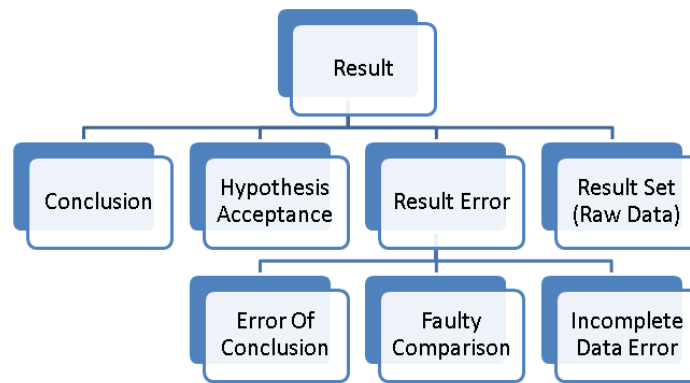 Result
Conclusion
Hypothesis
Acceptance
Result Error
Result Set
(Raw Data)
Error Of
Conclusion
Faulty
Comparison
Incomplete
Data Error